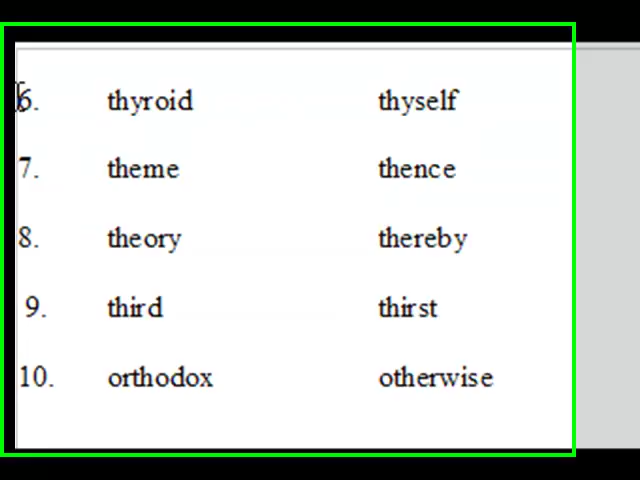 6. thyroid thyself
7. theme thence
8. theory thereby
9. third thirst
10. orthodox otherwise